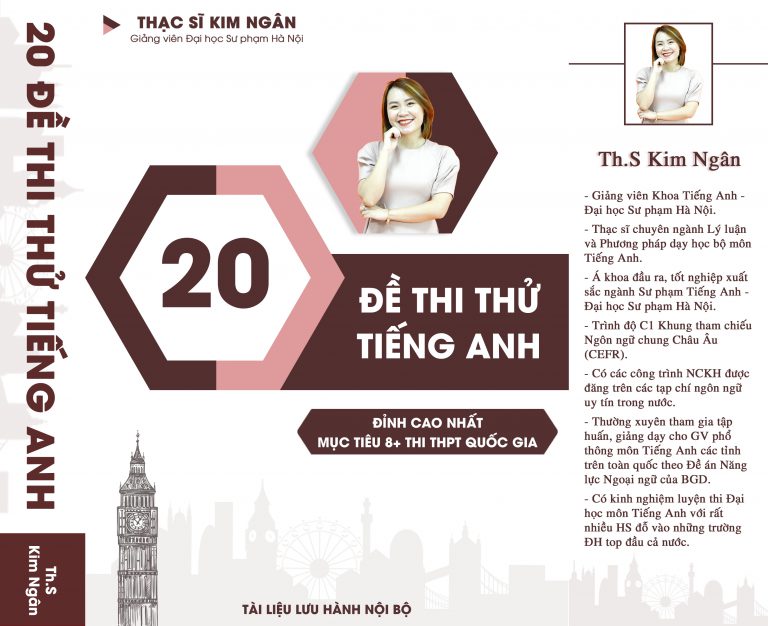 20 ĐỀ THI THỬ TIẾNG ANH
Th.S
Kim Ngân
THẠC SĨ KIM NGÂN
Giảng viên Đại học Sư phạm Hà Nội
20
ĐỀ THI THỬ
TIẾNG ANH
ĐỈNH CAO NHẤT
MỤC TIÊU 8+ THI THPT QUỐC GIA
TÀI LIỆU LƯU HÀNH NỘI BỘ
Th.S Kim Ngân
- Giảng viên Khoa Tiếng Anh -
Đại học Sư phạm Hà Nội.
- Thạc sĩ chuyên ngành Lý luận
và Phương pháp dạy học bộ môn
Tiếng Anh.
- Á khoa đầu ra, tốt nghiệp xuất
sắc ngành Sư phạm Tiếng Anh -
Đại học Sư phạm Hà Nội.
- Trình độ C1 Khung tham chiếu
Ngôn ngữ chung Châu Âu
(CEFR).
- Có các công trình NCKH được
đăng trên các tạp chí ngôn ngữ
uy tín trong nước.
- Thường xuyên tham gia tập
huấn, giảng dạy cho GV phổ
thông môn Tiếng Anh các tỉnh
trên toàn quốc theo Đề án Năng
lực Ngoại ngữ của BGD.
- Có kinh nghiệm luyện thi Đại
học môn Tiếng Anh với rất
nhiều HS đỗ vào những trường
ĐH top đầu cả nước.